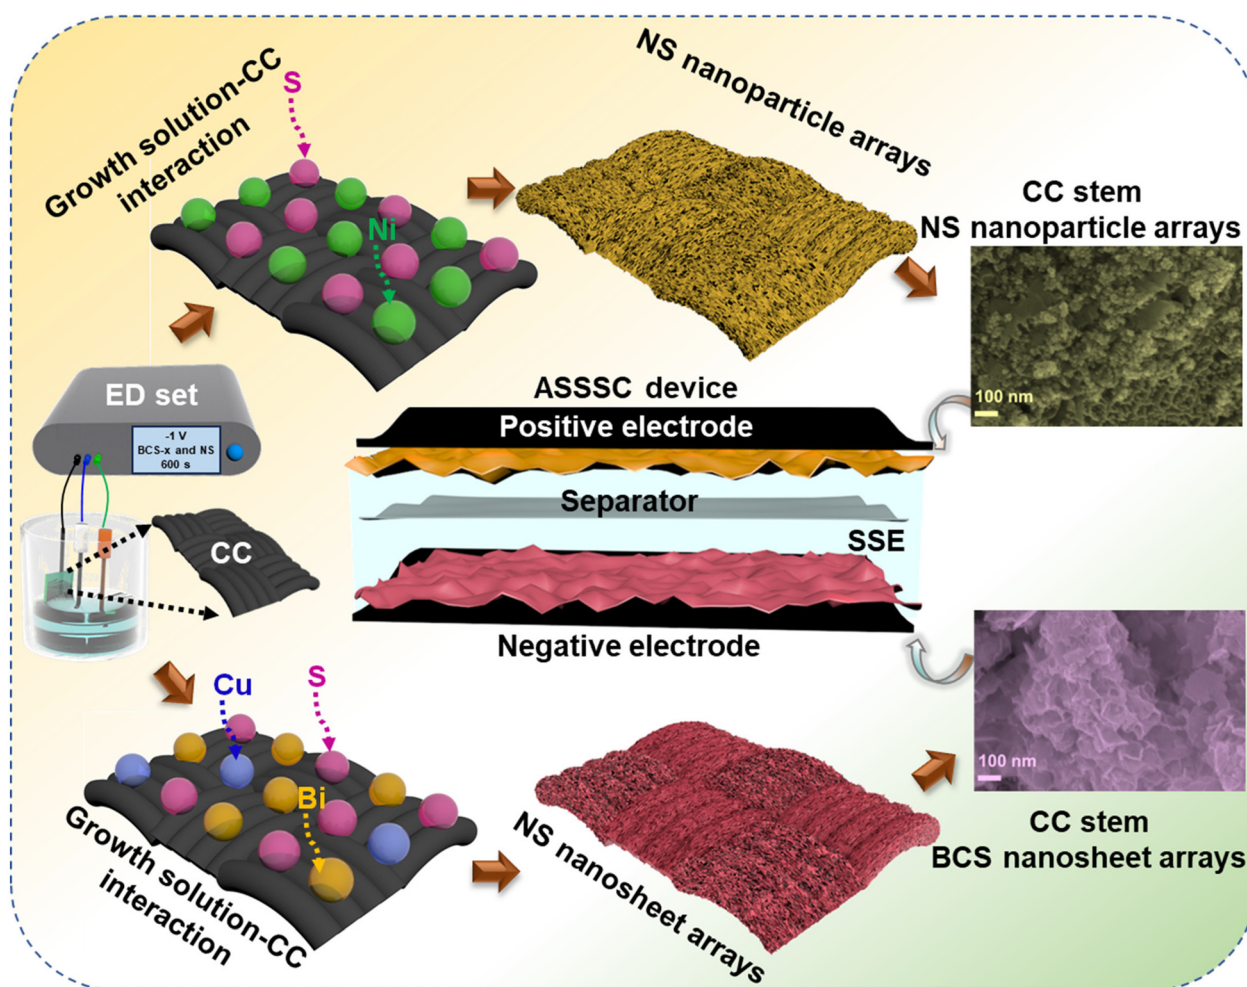 Growth solution-CC
interaction
S
Ni
NS nanoparticle arrays
CC stem
NS nanoparticle arrays
100 nm
ED set
-1 V
BCS-x and NS
600 s
CC
ASSSC device
Positive electrode
Separator
SSE
Negative electrode
Cu
S
Bi
Growth solution-CC
interaction
NS nanosheet arrays
100 nm
CC stem
BCS nanosheet arrays